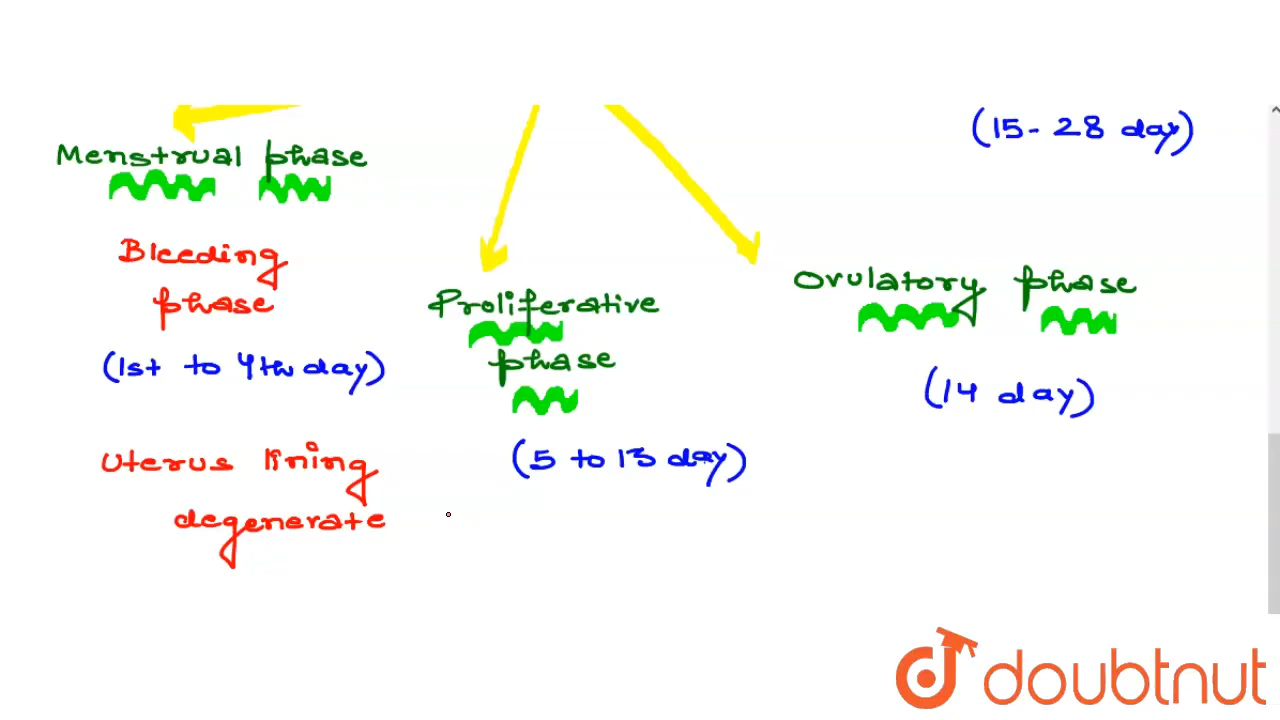 (15- 28 day)
Menstrual phase
Bleeding
phase
(1st to 4th day)
Uterus lining
degenerate
Proliferative
phase
(5 to 13 day)
Ovulatory phase
(14 day)
doubtnut